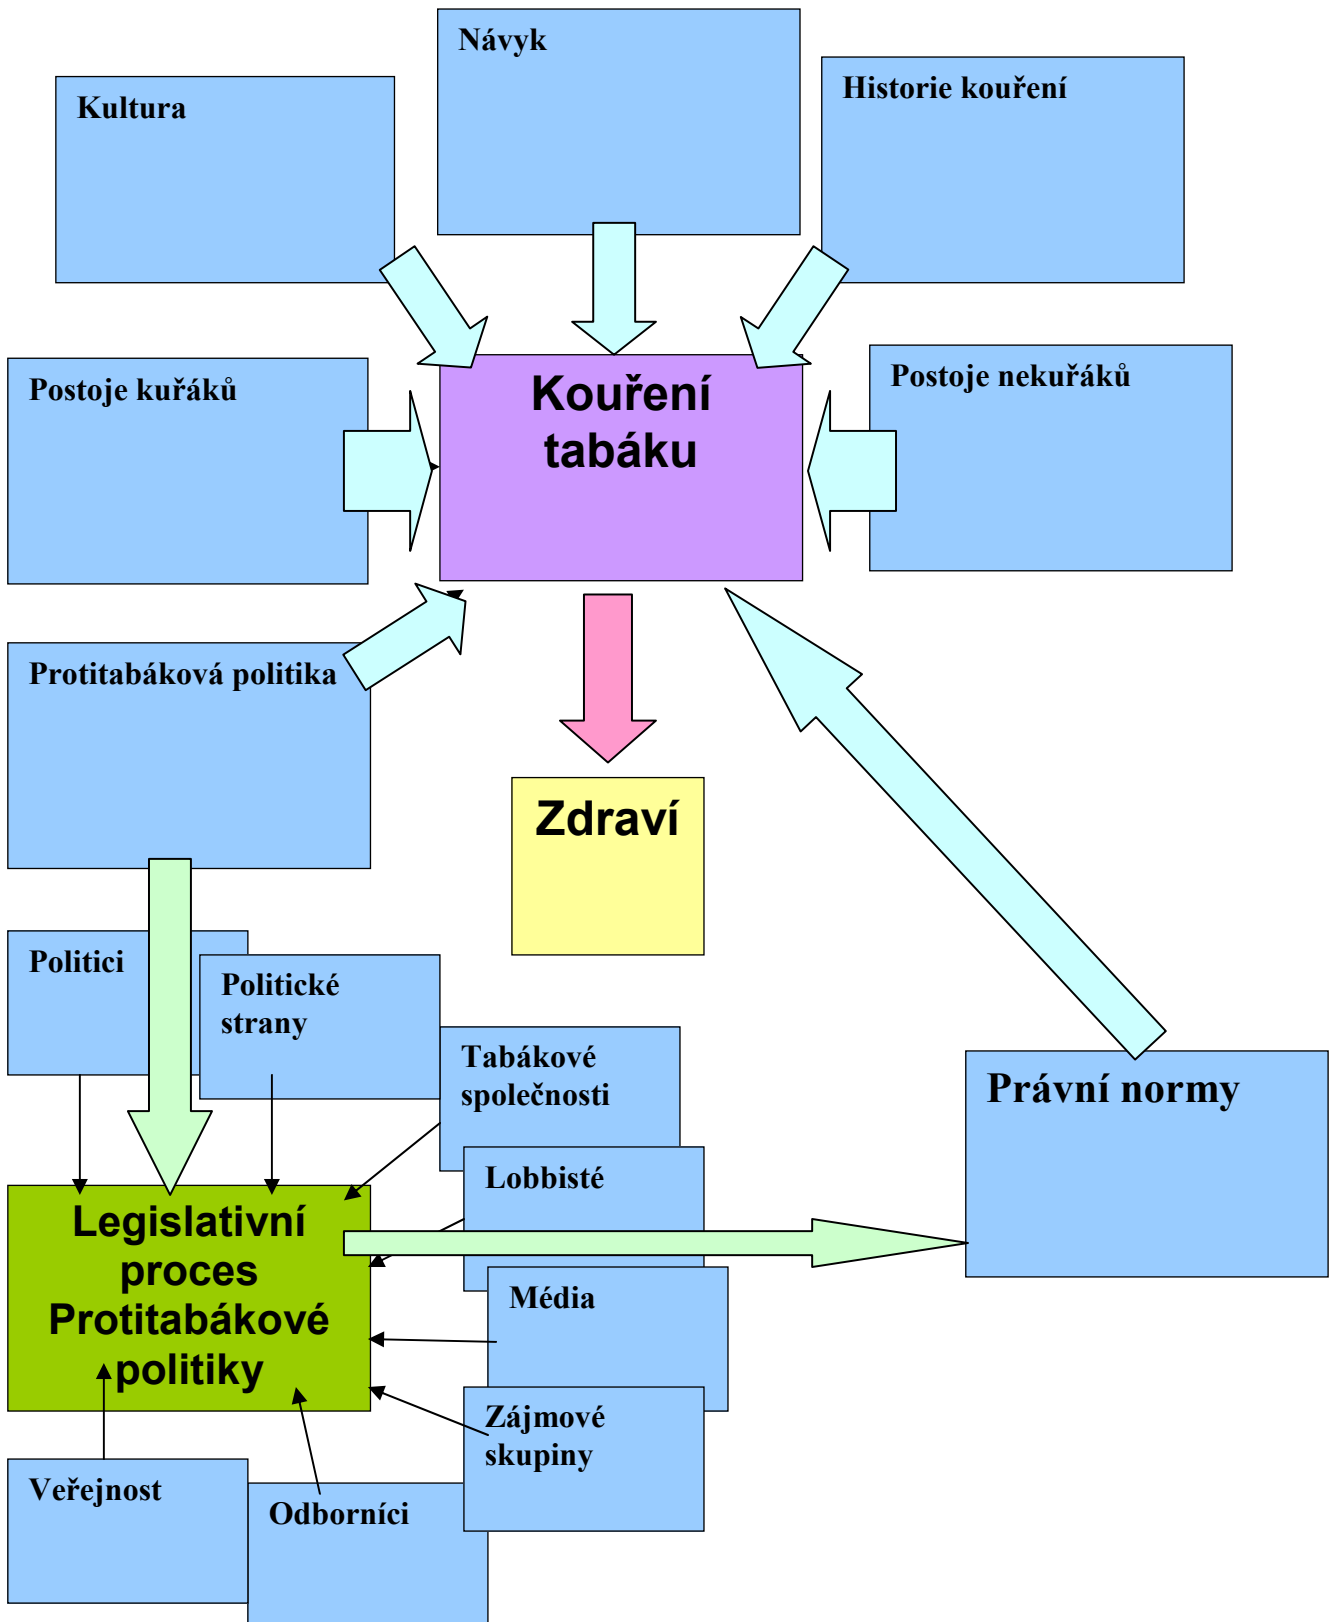 Návyk
Historie kouření
Kultura
Kouření
tabáku
Postoje kuřáků
Postoje nekuřáků
Protitabáková politika
Zdraví
Politici
Politické
strany
Tabákové
společnosti
Právní normy
Lobbisté
Legislativní
proces
Protitabákové
politiky
Média
Zájmové
skupiny
Veřejnost
Odborníci